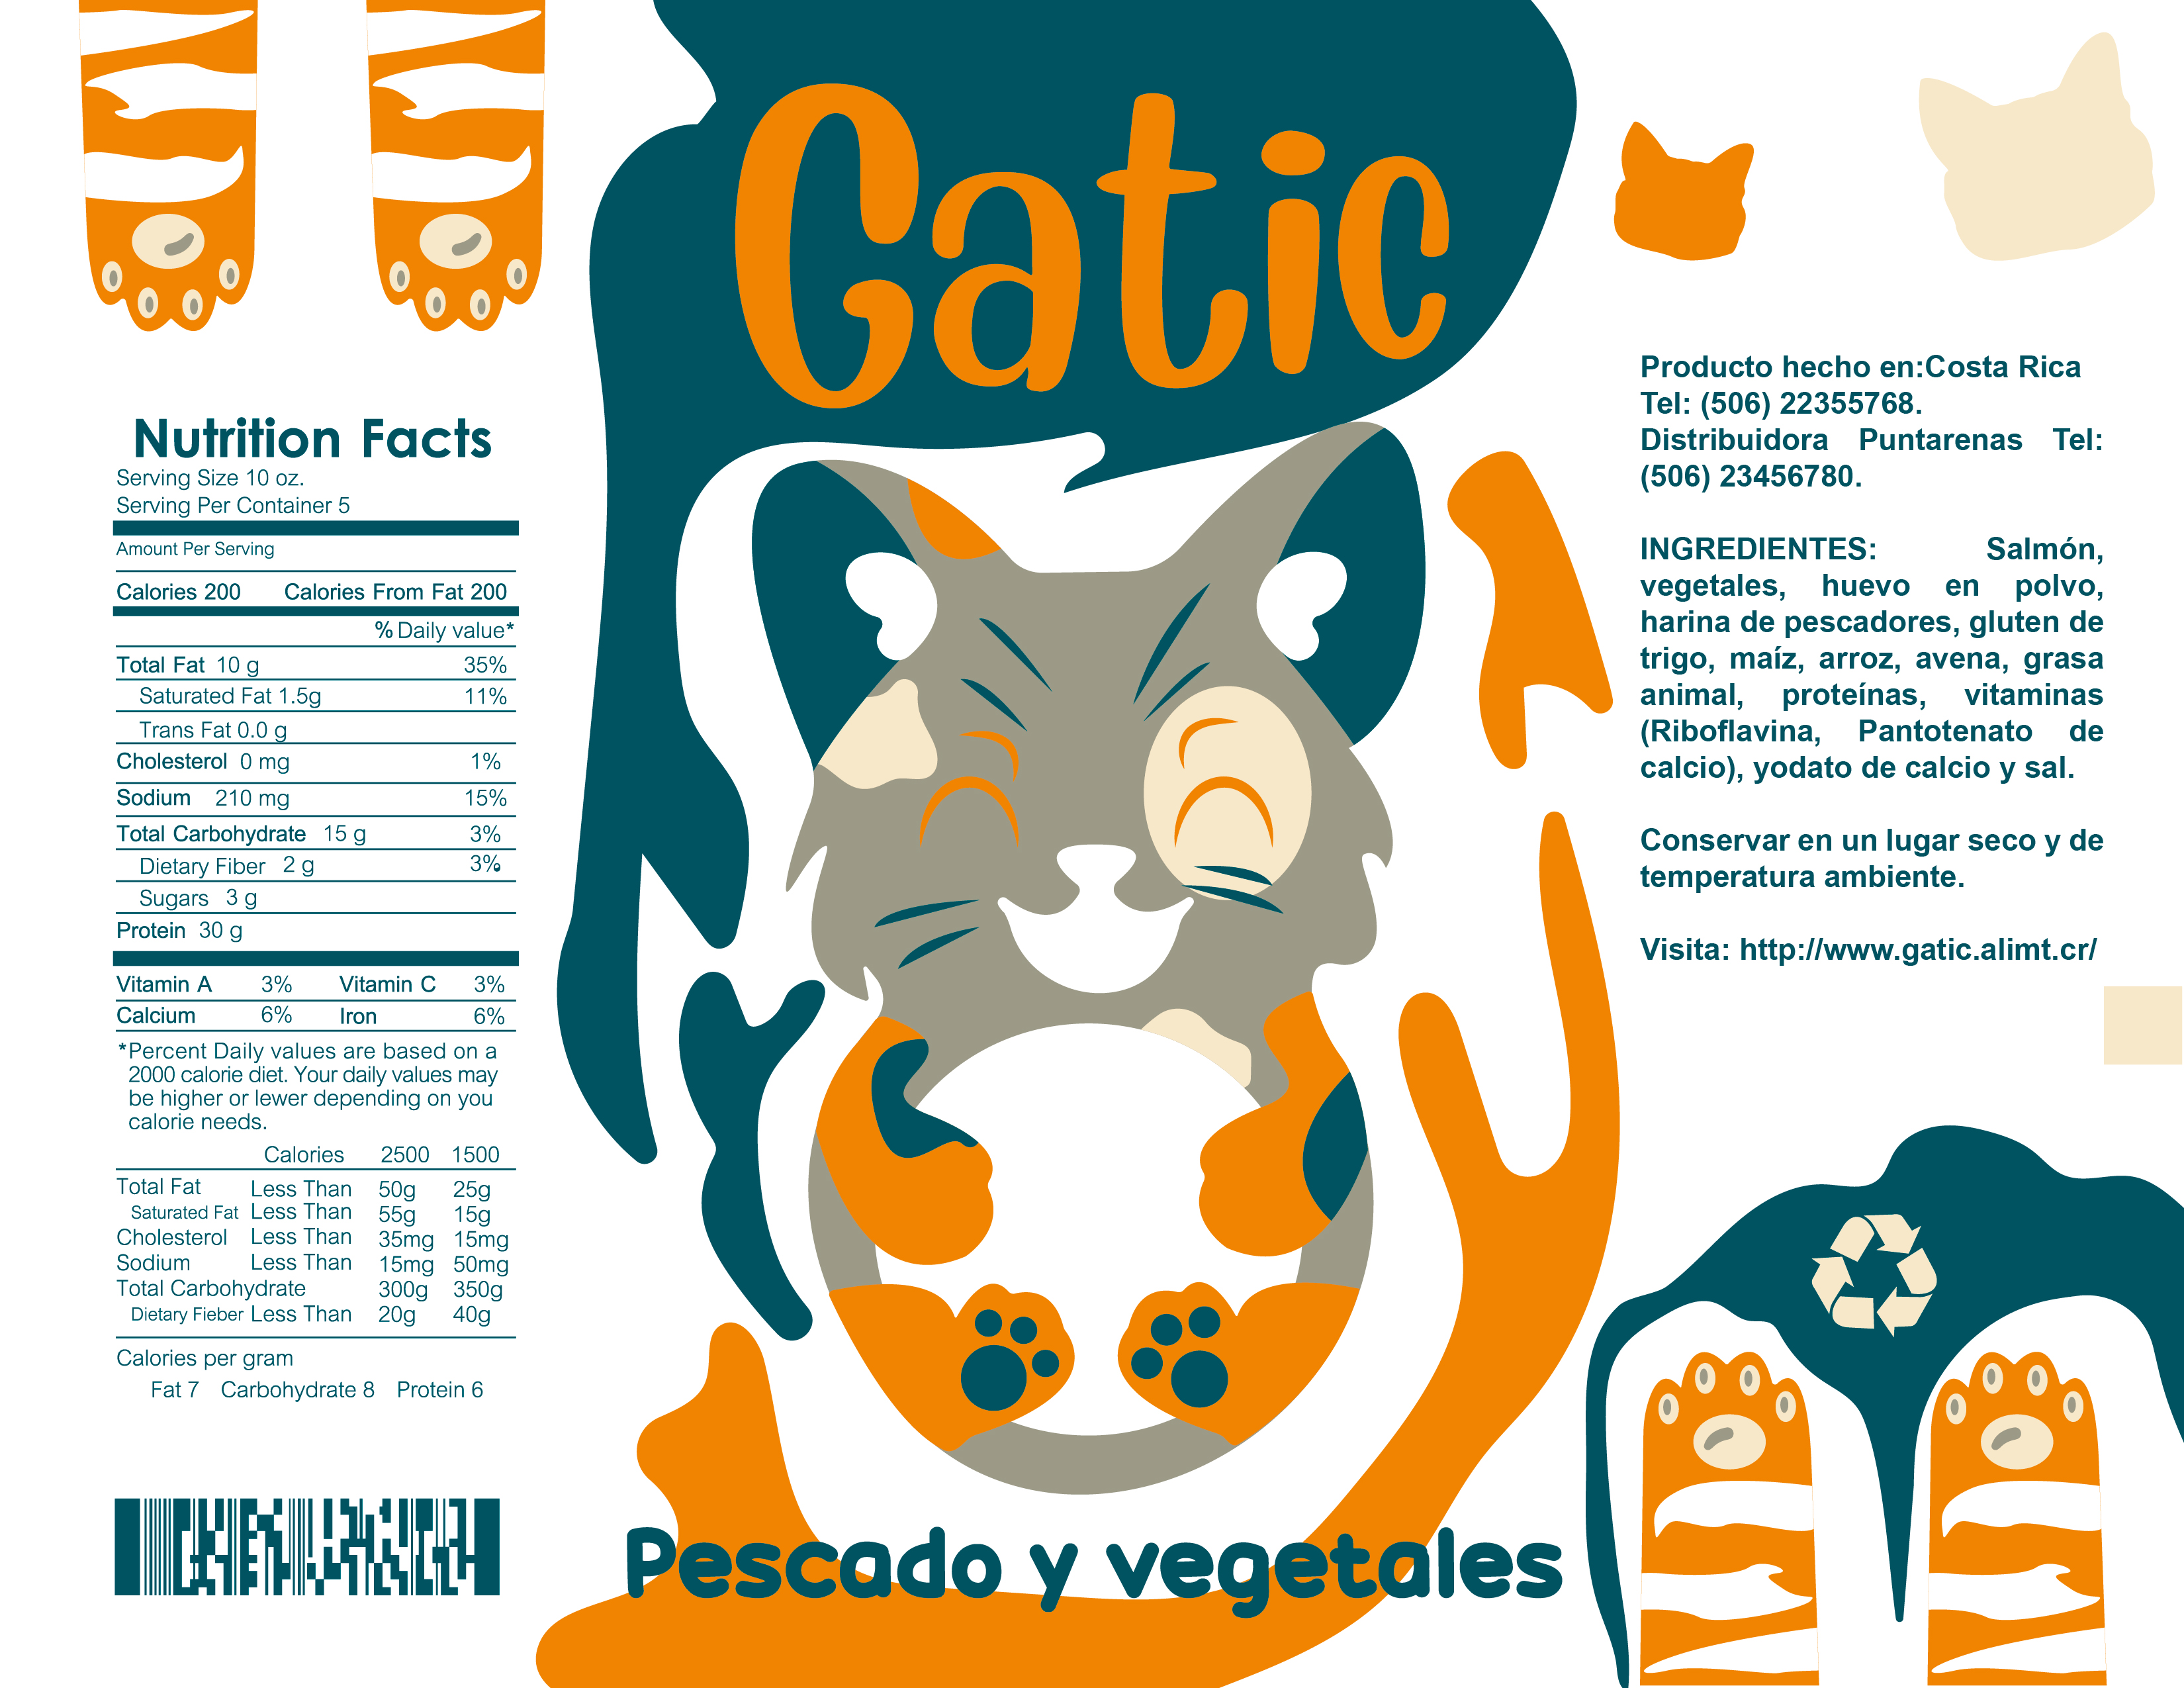 Gatic
Pescado y vegetales
Nutrition Facts
Serving Size 10 oz.
Serving Per Container 5
Amount Per Serving
Calories 200 Calories From Fat 200
% Daily value*
Total Fat 10 g 35%
Saturated Fat 1.5g 11%
Trans Fat 0.0 g
Cholesterol 0 mg 1%
Sodium 210 mg 15%
Total Carbohydrate 15 g 3%
Dietary Fiber 2 g 3%
Sugars 3 g
Protein 30 g
Vitamin A 3% Vitamin C 3%
Calcium 6% Iron 6%
*Percent Daily values are based on a
2000 calorie diet. Your daily values may
be higher or lewer depending on you
calorie needs.
Calories 2500 1500
Total Fat Less Than 50g 25g
Saturated Fat Less Than 55g 15g
Cholesterol Less Than 35mg 15mg
Sodium Less Than 15mg 50mg
Total Carbohydrate 300g 350g
Dietary Fieber Less Than 20g 40g
Calories per gram
Fat 7 Carbohydrate 8 Protein 6
Producto hecho en:Costa Rica
Tel: (506) 22355768.
Distribuidora Puntarenas Tel:
(506) 23456780.
INGREDIENTES: Salmón,
vegetales, huevo en polvo,
harina de pescadores, gluten de
trigo, maíz, arroz, avena, grasa
animal, proteínas, vitaminas
(Riboflavina, Pantotenato de
calcio), yodato de calcio y sal.
Conservar en un lugar seco y de
temperatura ambiente.
Visita: http://www.gatic.alimt.cr/